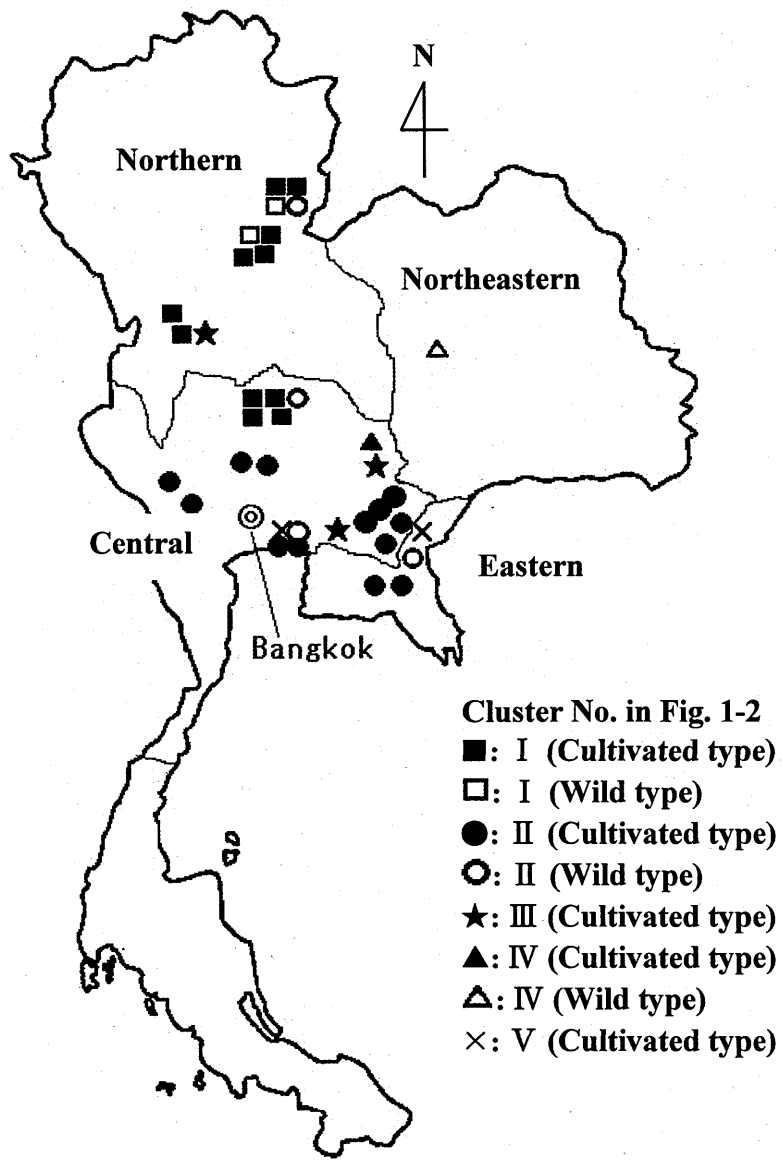 N
Northern
Northeastern
Central
Eastern
Bangkok
Cluster No. in Fig. 1-2
■: Ⅰ (Cultivated type)
□: Ⅰ (Wild type)
●: Ⅱ (Cultivated type)
○: Ⅱ (Wild type)
★: Ⅲ (Cultivated type)
▲: Ⅳ (Cultivated type)
△: Ⅳ (Wild type)
×: Ⅴ (Cultivated type)